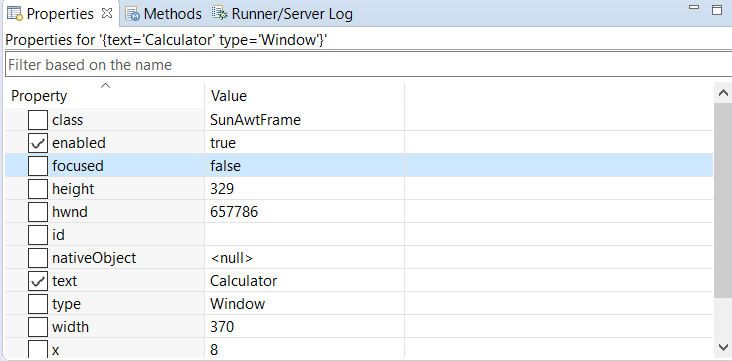 Properties Methods Runner/Server Log
Properties for '{text='Calculator' type='Window'}'
Filter based on the name
Property Value
class SunAwtFrame
enabled true
focused false
height 329
hwnd 657786
id
nativeObject <null>
text Calculator
type Window
width 370
x 8